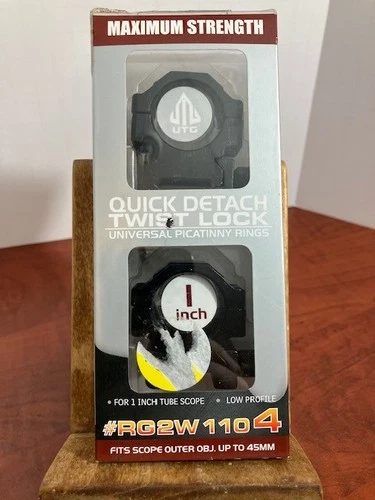 MAXIMUM STRENGTH
UTG
QUICK DETACH
TWIST LOCK
UNIVERSAL PICATINNY RINGS
1
inch
• FOR 1 INCH TUBE SCOPE • LOW PROFILE
#RG2W1104
FITS SCOPE OUTER OBJ. UP TO 45MM